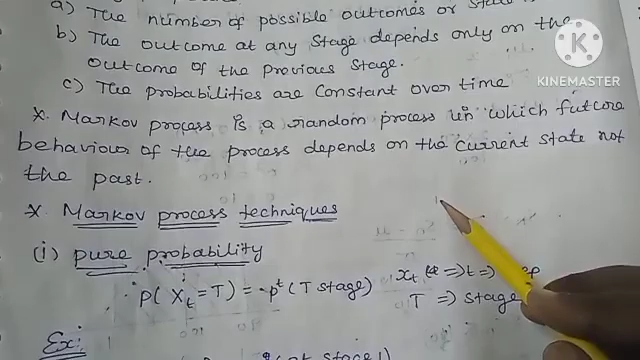 a) The number of possible outcomes or state is
b) The outcome at any stage depends only on the
outcome of the previous stage.
c) The probabilities are constant over time
KINEMASTER
x. Markov process is a random process in which future
behaviour of the process depends on the current state not
the past.
x Markov process techniques
(i) pure probability
P(Xt = T) = pt (T stage)
T => stage
Ex: